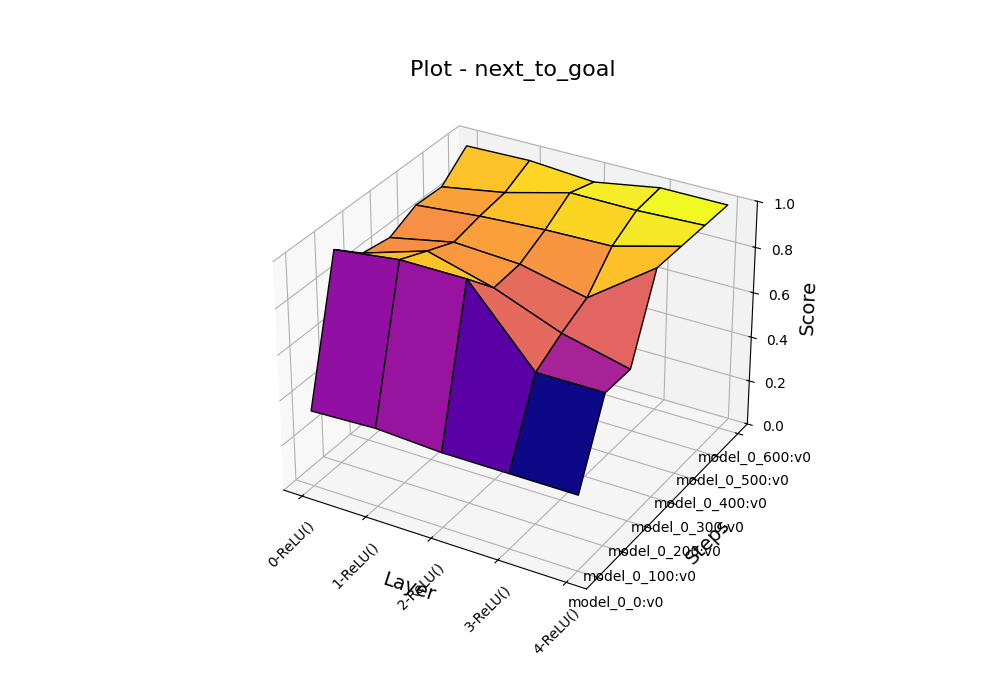 Plot - next_to_goal
1.0
0.8
0.6
0.4
0.2
0.0
Score
model_0_600:v0
model_0_500:v0
model_0_400:v0
model_0_300:v0
model_0_200:v0
model_0_100:v0
model_0_0:v0
Steps
0-ReLU()
1-ReLU()
2-ReLU()
3-ReLU()
4-ReLU()
Layer